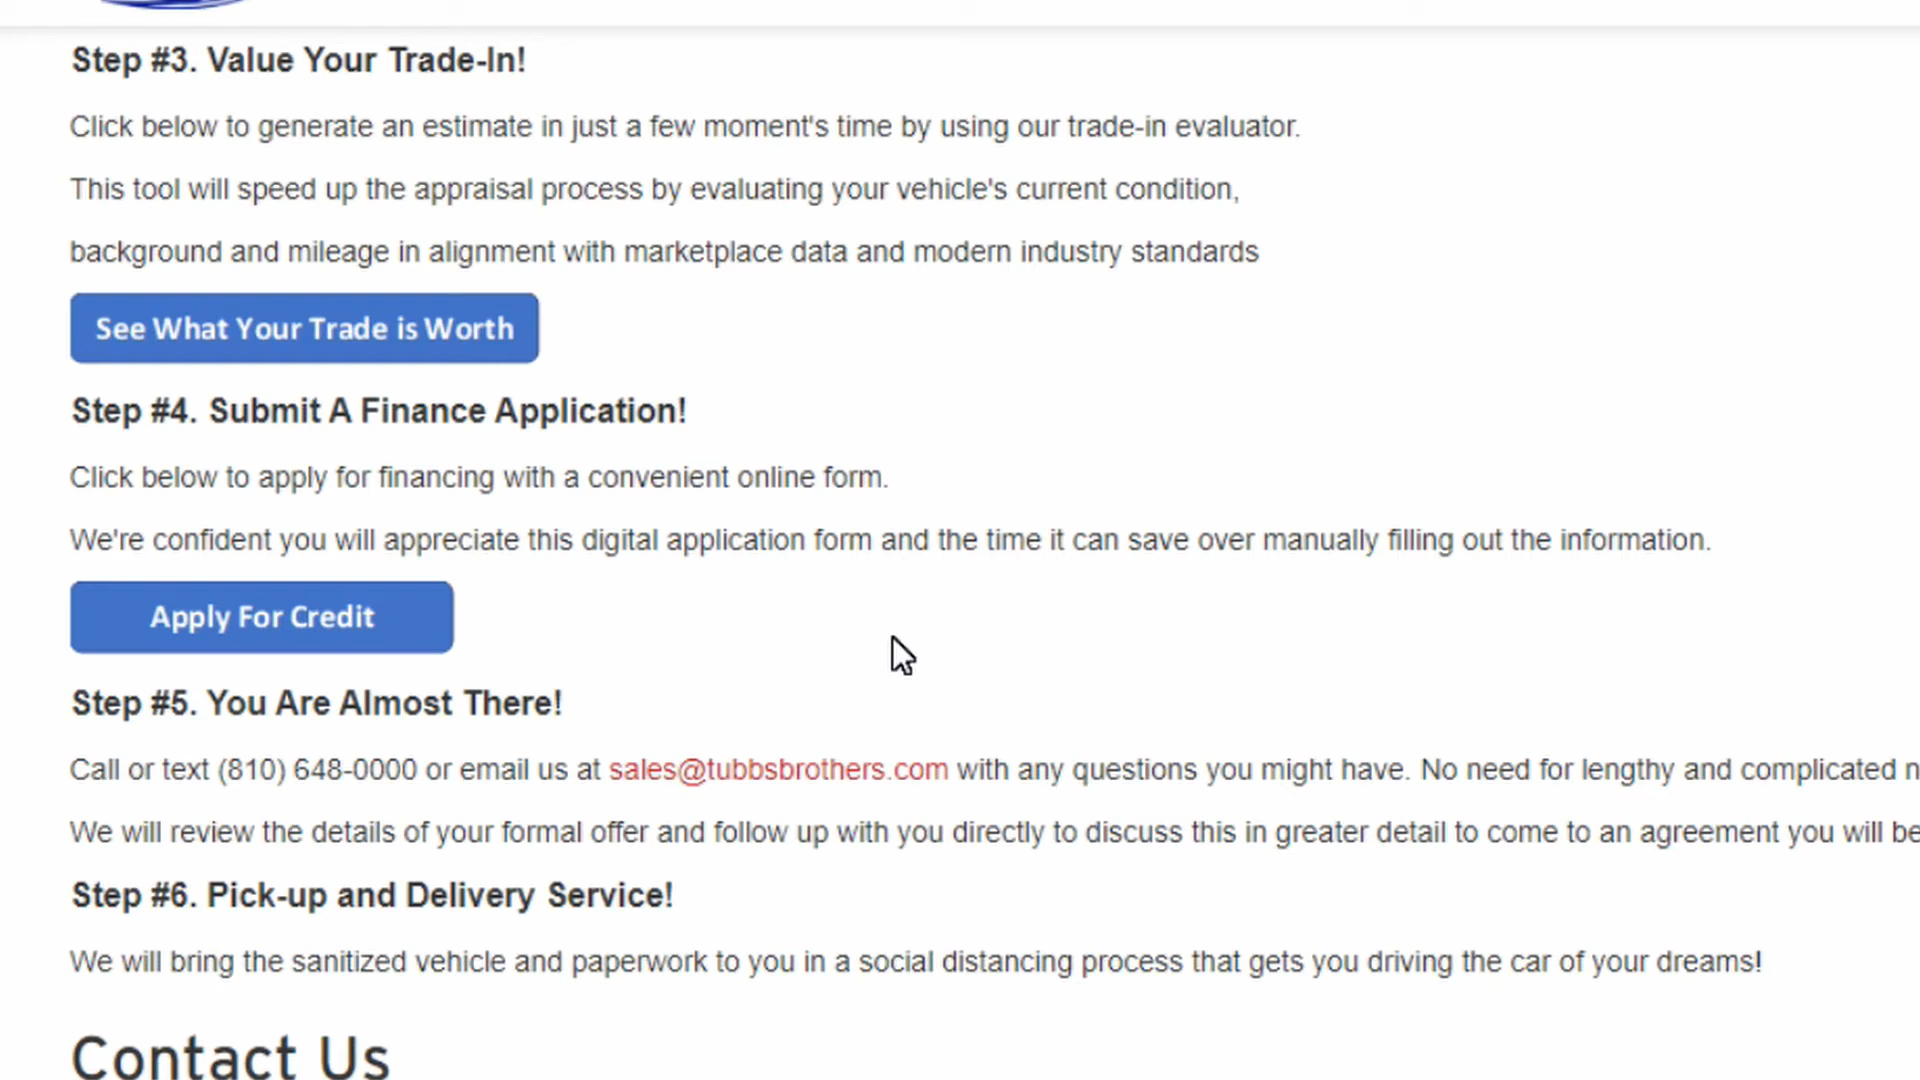 Step #3. Value Your Trade-In!
Click below to generate an estimate in just a few moment's time by using our trade-in evaluator.
This tool will speed up the appraisal process by evaluating your vehicle's current condition,
background and mileage in alignment with marketplace data and modern industry standards
See What Your Trade is Worth
Step #4. Submit A Finance Application!
Click below to apply for financing with a convenient online form.
We're confident you will appreciate this digital application form and the time it can save over manually filling out the information.
Apply For Credit
Step #5. You Are Almost There!
Call or text (810) 648-0000 or email us at sales@tubbsbrothers.com with any questions you might have. No need for lengthy and complicated
We will review the details of your formal offer and follow up with you directly to discuss this in greater detail to come to an agreement you will be
Step #6. Pick-up and Delivery Service!
We will bring the sanitized vehicle and paperwork to you in a social distancing process that gets you driving the car of your dreams!
Contact Us